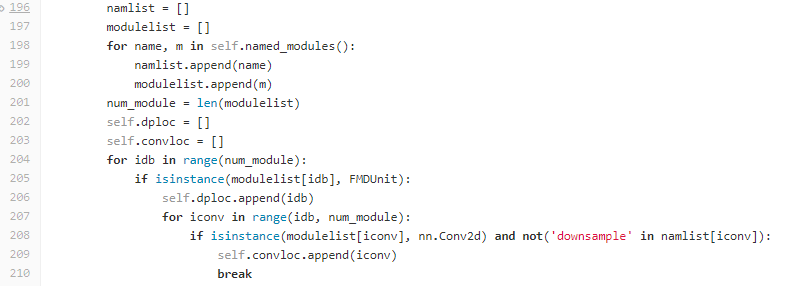 196 namlist = []
197 modulelist = []
198 for name, m in self.named_modules():
199 namlist.append(name)
200 modulelist.append(m)
201 num_module = len(modulelist)
202 self.dploc = []
203 self.convloc = []
204 for idb in range(num_module):
205 if isinstance(modulelist[idb], FMDUnit):
206 self.dploc.append(idb)
207 for iconv in range(idb, num_module):
208 if isinstance(modulelist[iconv], nn.Conv2d) and not('downsample' in namlist[iconv]):
209 self.convloc.append(iconv)
210 break